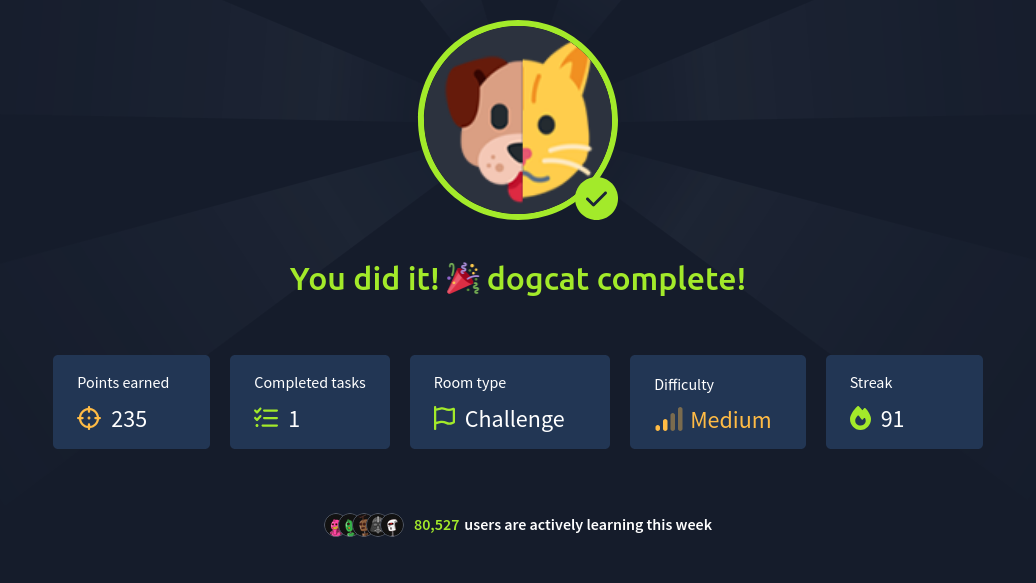 You did it! 🎉 dogcat complete!
Points earned
235
Completed tasks
1
Room type
Challenge
Difficulty
Medium
Streak
91
80,527 users are actively learning this week